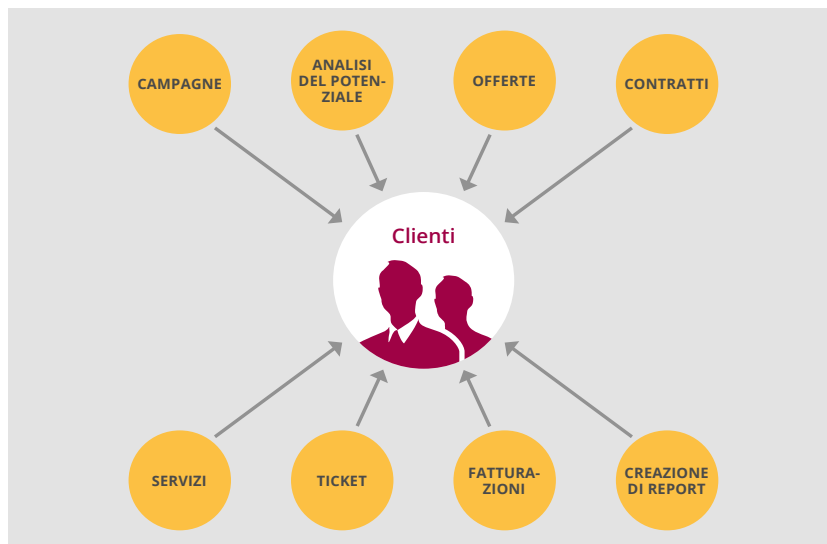 CAMPAGNE
ANALISI
DEL POTEN-
ZIALE
OFFERTE
CONTRATTI
Clienti
SERVIZI
TICKET
FATTURA-
ZIONI
CREAZIONE
DI REPORT